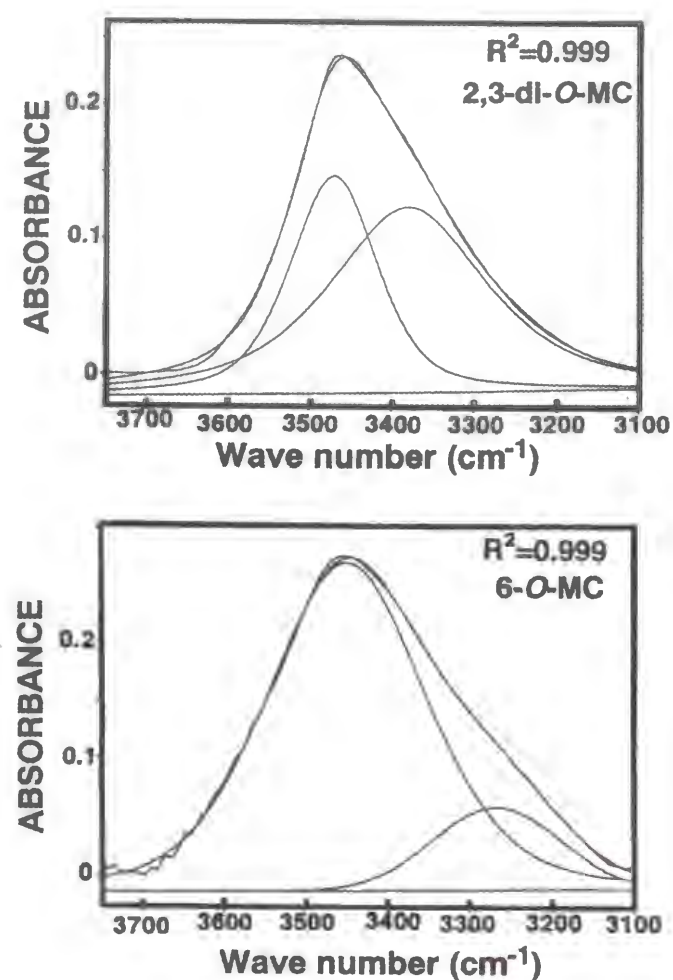 R²=0.999
2,3-di-O-MC
ABSORBANCE
0.2
0.1
0
3700 3600 3500 3400 3300 3200 3100
Wave number (cm⁻¹)
R²=0.999
6-O-MC
ABSORBANCE
0.2
0.1
0
3700 3600 3500 3400 3300 3200 3100
Wave number (cm⁻¹)